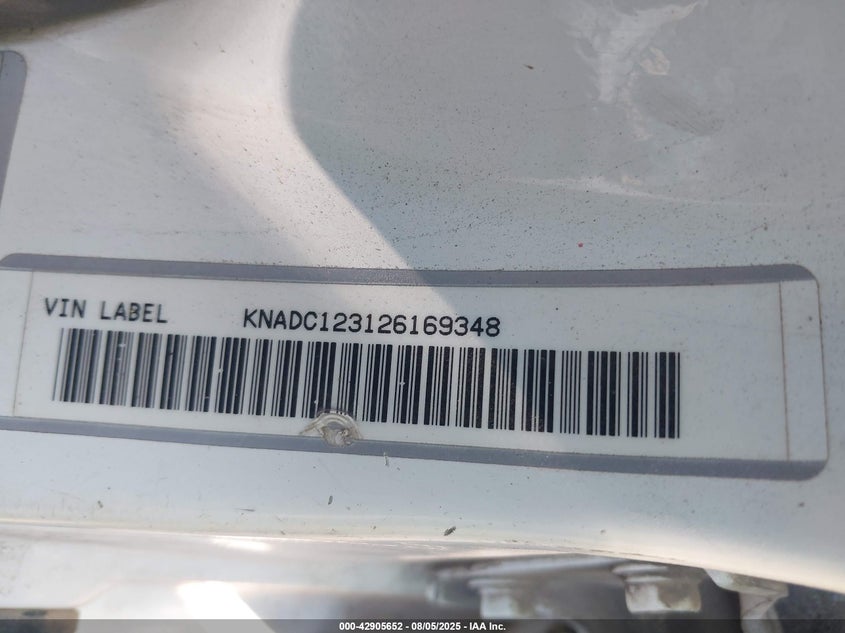 VIN LABEL KNADC123126169348
000-42905652 - 08/05/2025 - IAA Inc.